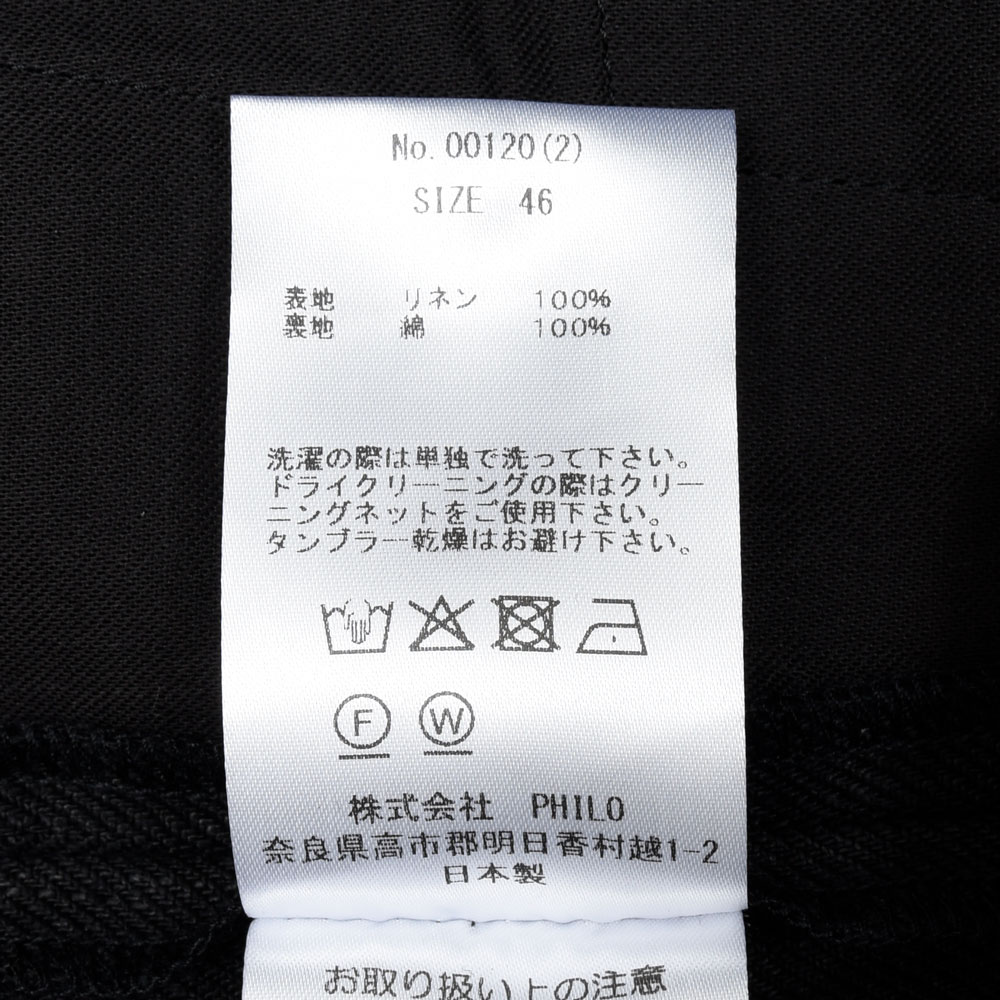 No.00120(2)
SIZE 46
表地 リネン 100%
裏地 綿 100%
洗濯の際は単独で洗って下さい。
ドライクリーニングの際はクリー
ニングネットをご使用下さい。
タンブラー乾燥はお避け下さい。
F W
株式会社 PHILO
奈良県高市郡明日香村越1-2
日本製
お取り扱い上の注意